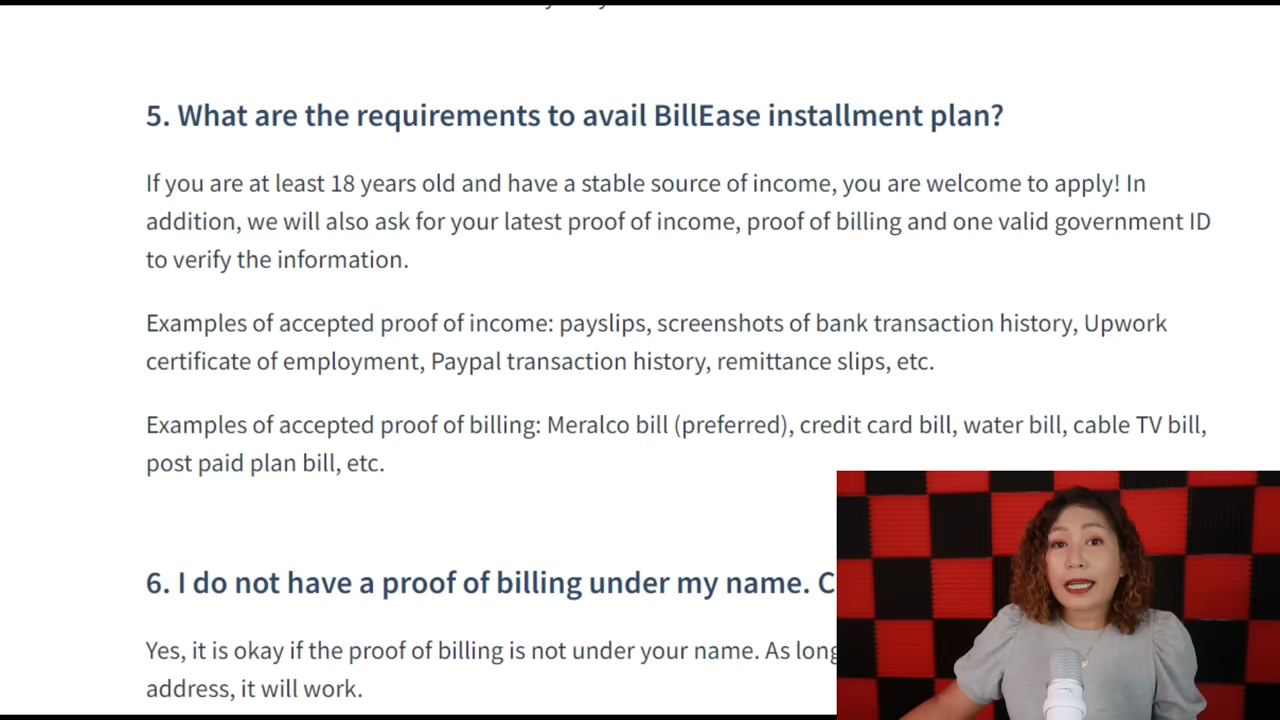 5. What are the requirements to avail BillEase installment plan?
If you are at least 18 years old and have a stable source of income, you are welcome to apply! In
addition, we will also ask for your latest proof of income, proof of billing and one valid government ID
to verify the information.
Examples of accepted proof of income: payslips, screenshots of bank transaction history, Upwork
certificate of employment, Paypal transaction history, remittance slips, etc.
Examples of accepted proof of billing: Meralco bill (preferred), credit card bill, water bill, cable TV bill,
post paid plan bill, etc.
6. I do not have a proof of billing under my name. C
Yes, it is okay if the proof of billing is not under your name. As long
address, it will work.